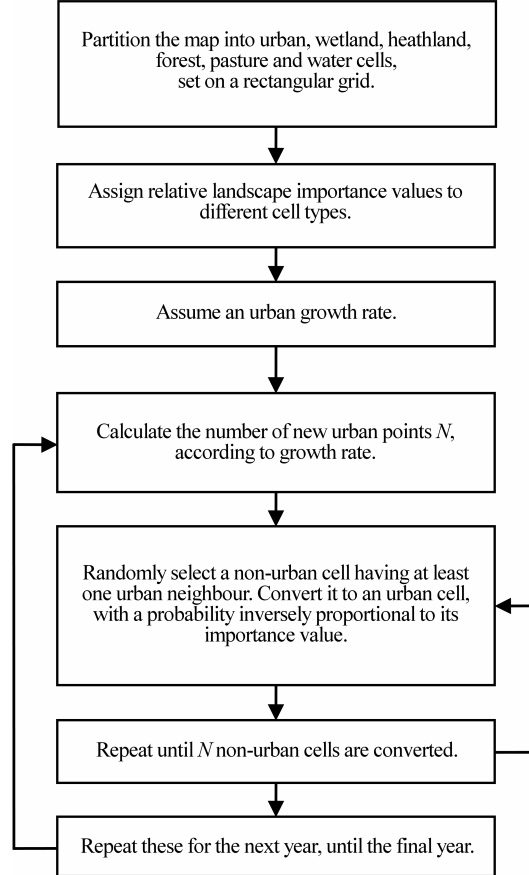 Partition the map into urban, wetland, heathland,
forest, pasture and water cells,
set on a rectangular grid.
Assign relative landscape importance values to
different cell types.
Assume an urban growth rate.
Calculate the number of new urban points N,
according to growth rate.
Randomly select a non-urban cell having at least
one urban neighbour. Convert it to an urban cell,
with a probability inversely proportional to its
importance value.
Repeat until N non-urban cells are converted.
Repeat these for the next year, until the final year.